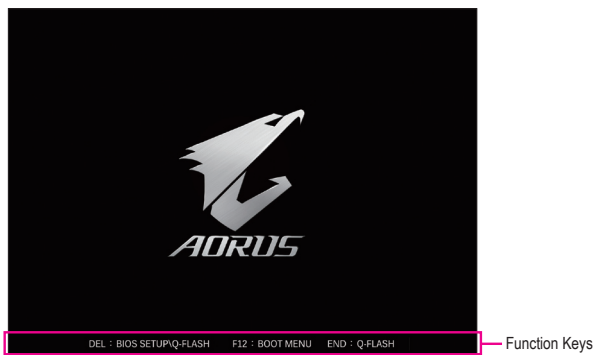 AORUS
DEL : BIOS SETUP\Q-FLASH F12 : BOOT MENU END : Q-FLASH
Function Keys